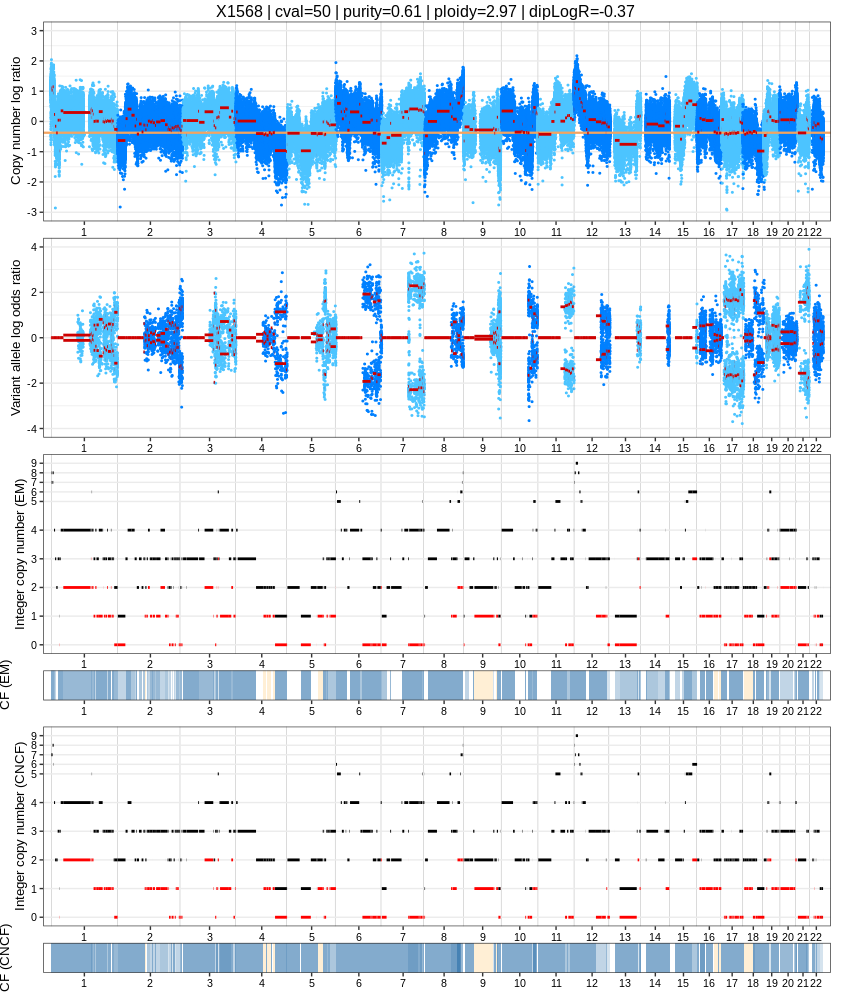 X1568 | cval=50 | purity=0.61 | ploidy=2.97 | dipLogR=-0.37
Copy number log ratio
3
2
1
0
-1
-2
-3
1 2 3 4 5 6 7 8 9 10 11 12 13 14 15 16 17 18 19 20 21 22
Variant allele log odds ratio
4
2
0
-2
-4
1 2 3 4 5 6 7 8 9 10 11 12 13 14 15 16 17 18 19 20 21 22
Integer copy number (EM)
9
8
7
6
5
4
3
2
1
0
1 2 3 4 5 6 7 8 9 10 11 12 13 14 15 16 17 18 19 20 21 22
CF (EM)
1 2 3 4 5 6 7 8 9 10 11 12 13 14 15 16 17 18 19 20 21 22
Integer copy number (CNCF)
9
8
7
6
5
4
3
2
1
0
1 2 3 4 5 6 7 8 9 10 11 12 13 14 15 16 17 18 19 20 21 22
CF (CNCF)
1 2 3 4 5 6 7 8 9 10 11 12 13 14 15 16 17 18 19 20 21 22